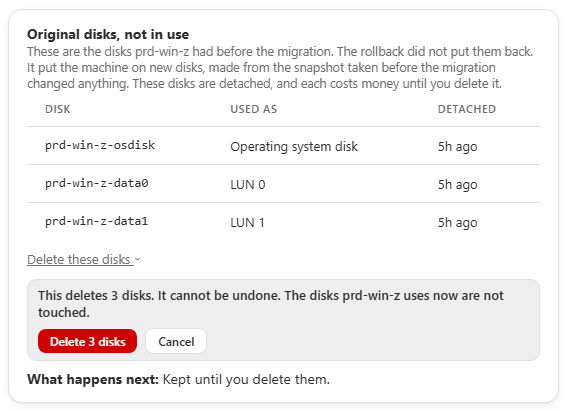 Original disks, not in use
These are the disks prd-win-z had before the migration. The rollback did not put them back.
It put the machine on new disks, made from the snapshot taken before the migration
changed anything. These disks are detached, and each costs money until you delete it.
DISK USED AS DETACHED
prd-win-z-osdisk Operating system disk 5h ago
prd-win-z-data0 LUN 0 5h ago
prd-win-z-data1 LUN 1 5h ago
Delete these disks
This deletes 3 disks. It cannot be undone. The disks prd-win-z uses now are not
touched.
Delete 3 disks Cancel
What happens next: Kept until you delete them.